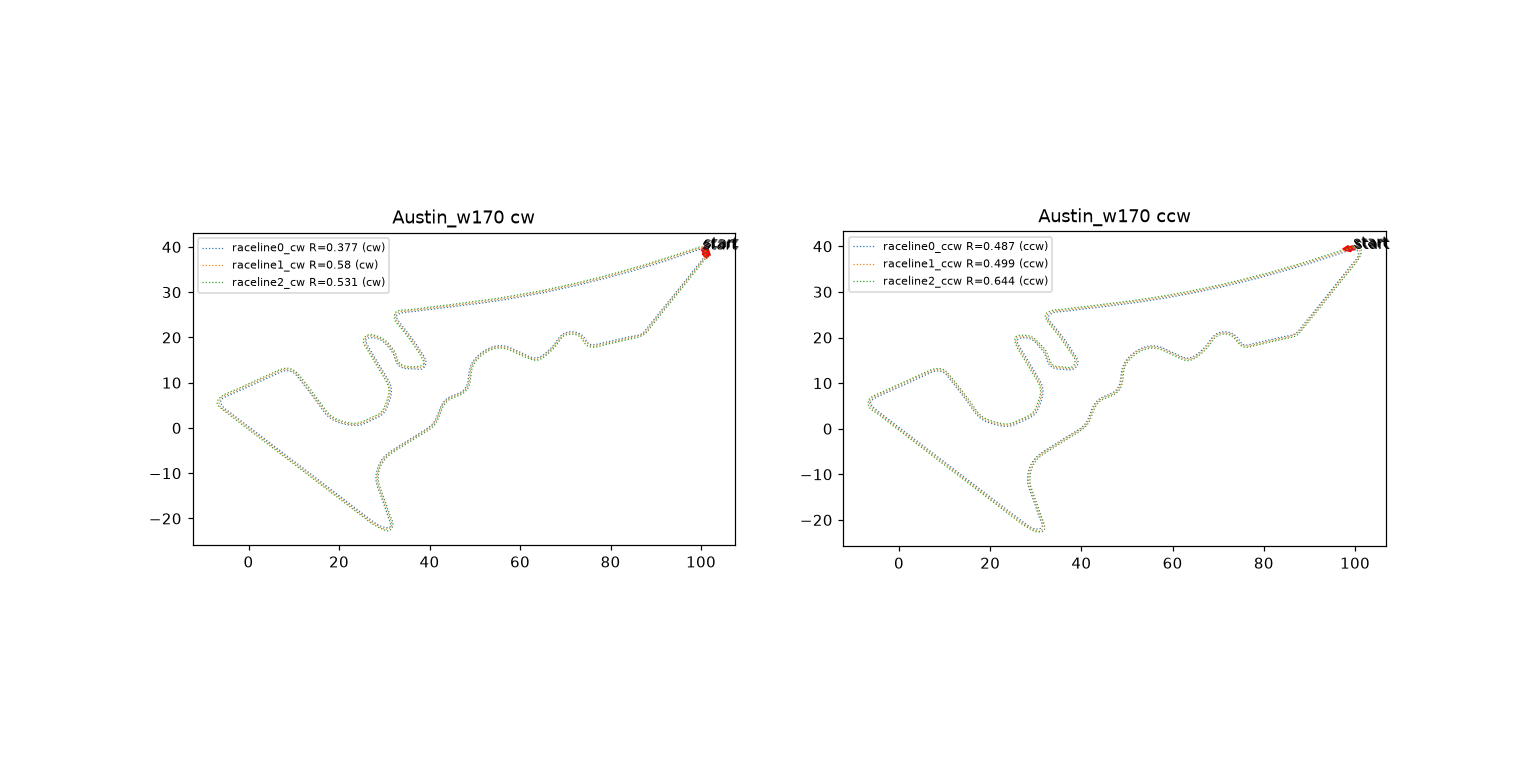 Austin_w170 cw
raceline0_cw R=0.377 (cw)
raceline1_cw R=0.58 (cw)
raceline2_cw R=0.531 (cw)
start
40
30
20
10
0
−10
−20
0
20
40
60
80
100
Austin_w170 ccw
raceline0_ccw R=0.487 (ccw)
raceline1_ccw R=0.499 (ccw)
raceline2_ccw R=0.644 (ccw)
start
40
30
20
10
0
−10
−20
0
20
40
60
80
100